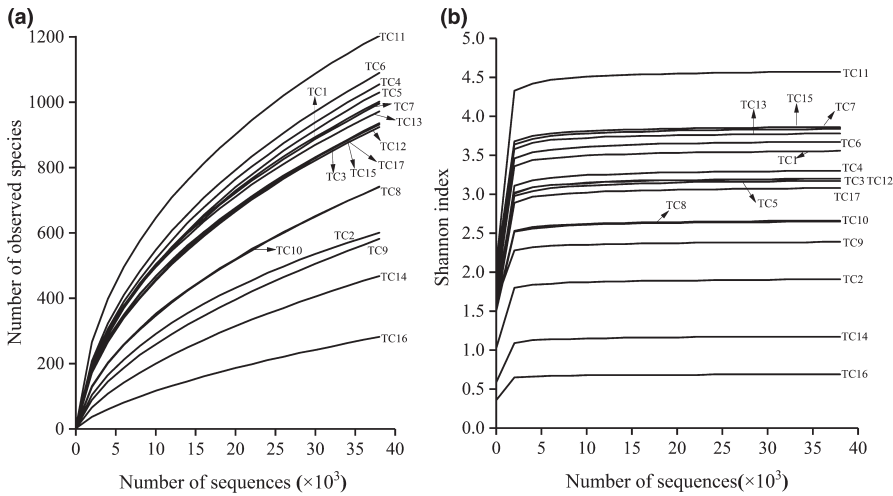 (a)
1200
1000
800
600
400
200
0
Number of observed species
TC11
TC6
TC4
TC1
TC5
TC7
TC13
TC12
TC17
TC3
TC15
TC8
TC10
TC2
TC9
TC14
TC16
0 5 10 15 20 25 30 35 40
Number of sequences (×10³)
(b)
5.0
4.5
4.0
3.5
3.0
2.5
2.0
1.5
1.0
0.5
0.0
Shannon index
TC11
TC15
TC13
TC7
TC6
TC1
TC4
TC3 TC12
TC5
TC17
TC8
TC10
TC9
TC2
TC14
TC16
0 5 10 15 20 25 30 35 40
Number of sequences(×10³)